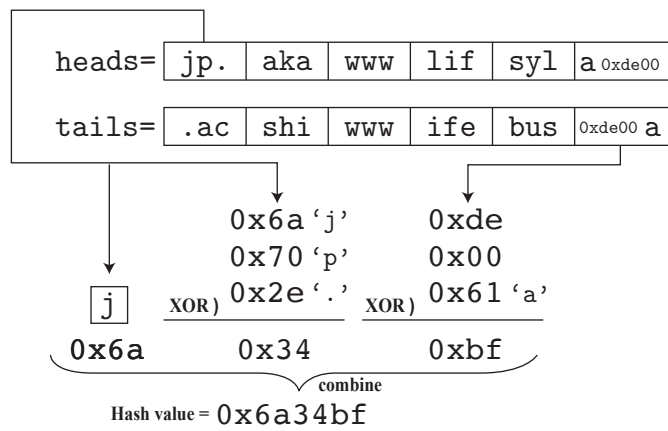 heads= jp. aka www lif syl a 0xde00
tails= .ac shi www ife bus 0xde00 a
0x6a ‘j’ 0xde
0x70 ‘p’ 0x00
j XOR) 0x2e ‘.’ XOR) 0x61 ‘a’
0x6a 0x34 0xbf
combine
Hash value = 0x6a34bf